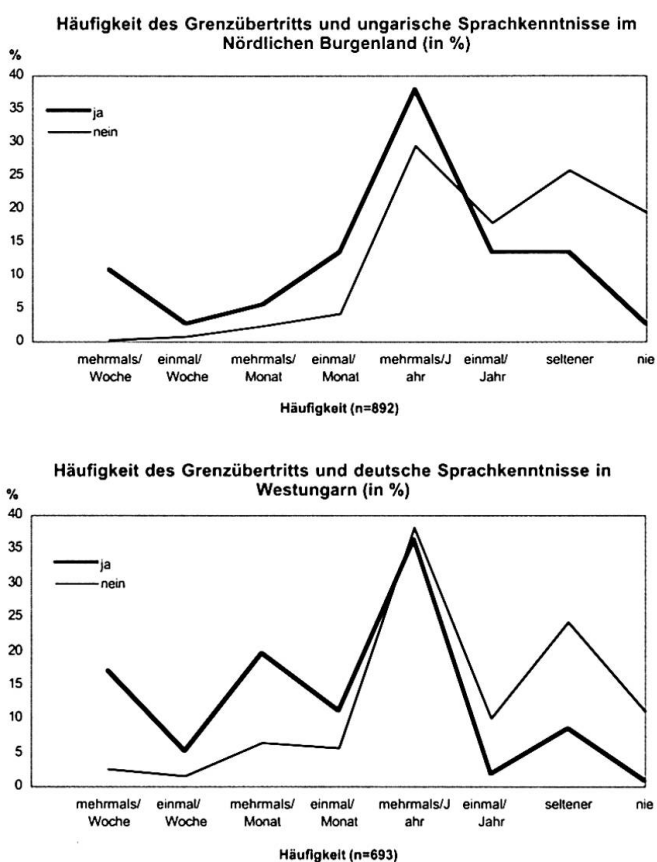 Häufigkeit des Grenzübertritts und ungarische Sprachkenntnisse im
Nördlichen Burgenland (in %)
%
40
35
30
25
20
15
10
5
0
ja
nein
mehrmals/ einmal/ mehrmals/ einmal/ mehrmals/J einmal/ seltener nie
Woche Woche Monat Monat ahr Jahr
Häufigkeit (n=892)
Häufigkeit des Grenzübertritts und deutsche Sprachkenntnisse in
Westungarn (in %)
%
40
35
30
25
20
15
10
5
0
ja
nein
mehrmals/ einmal/ mehrmals/ einmal/ mehrmals/J einmal/ seltener nie
Woche Woche Monat Monat ahr Jahr
Häufigkeit (n=693)